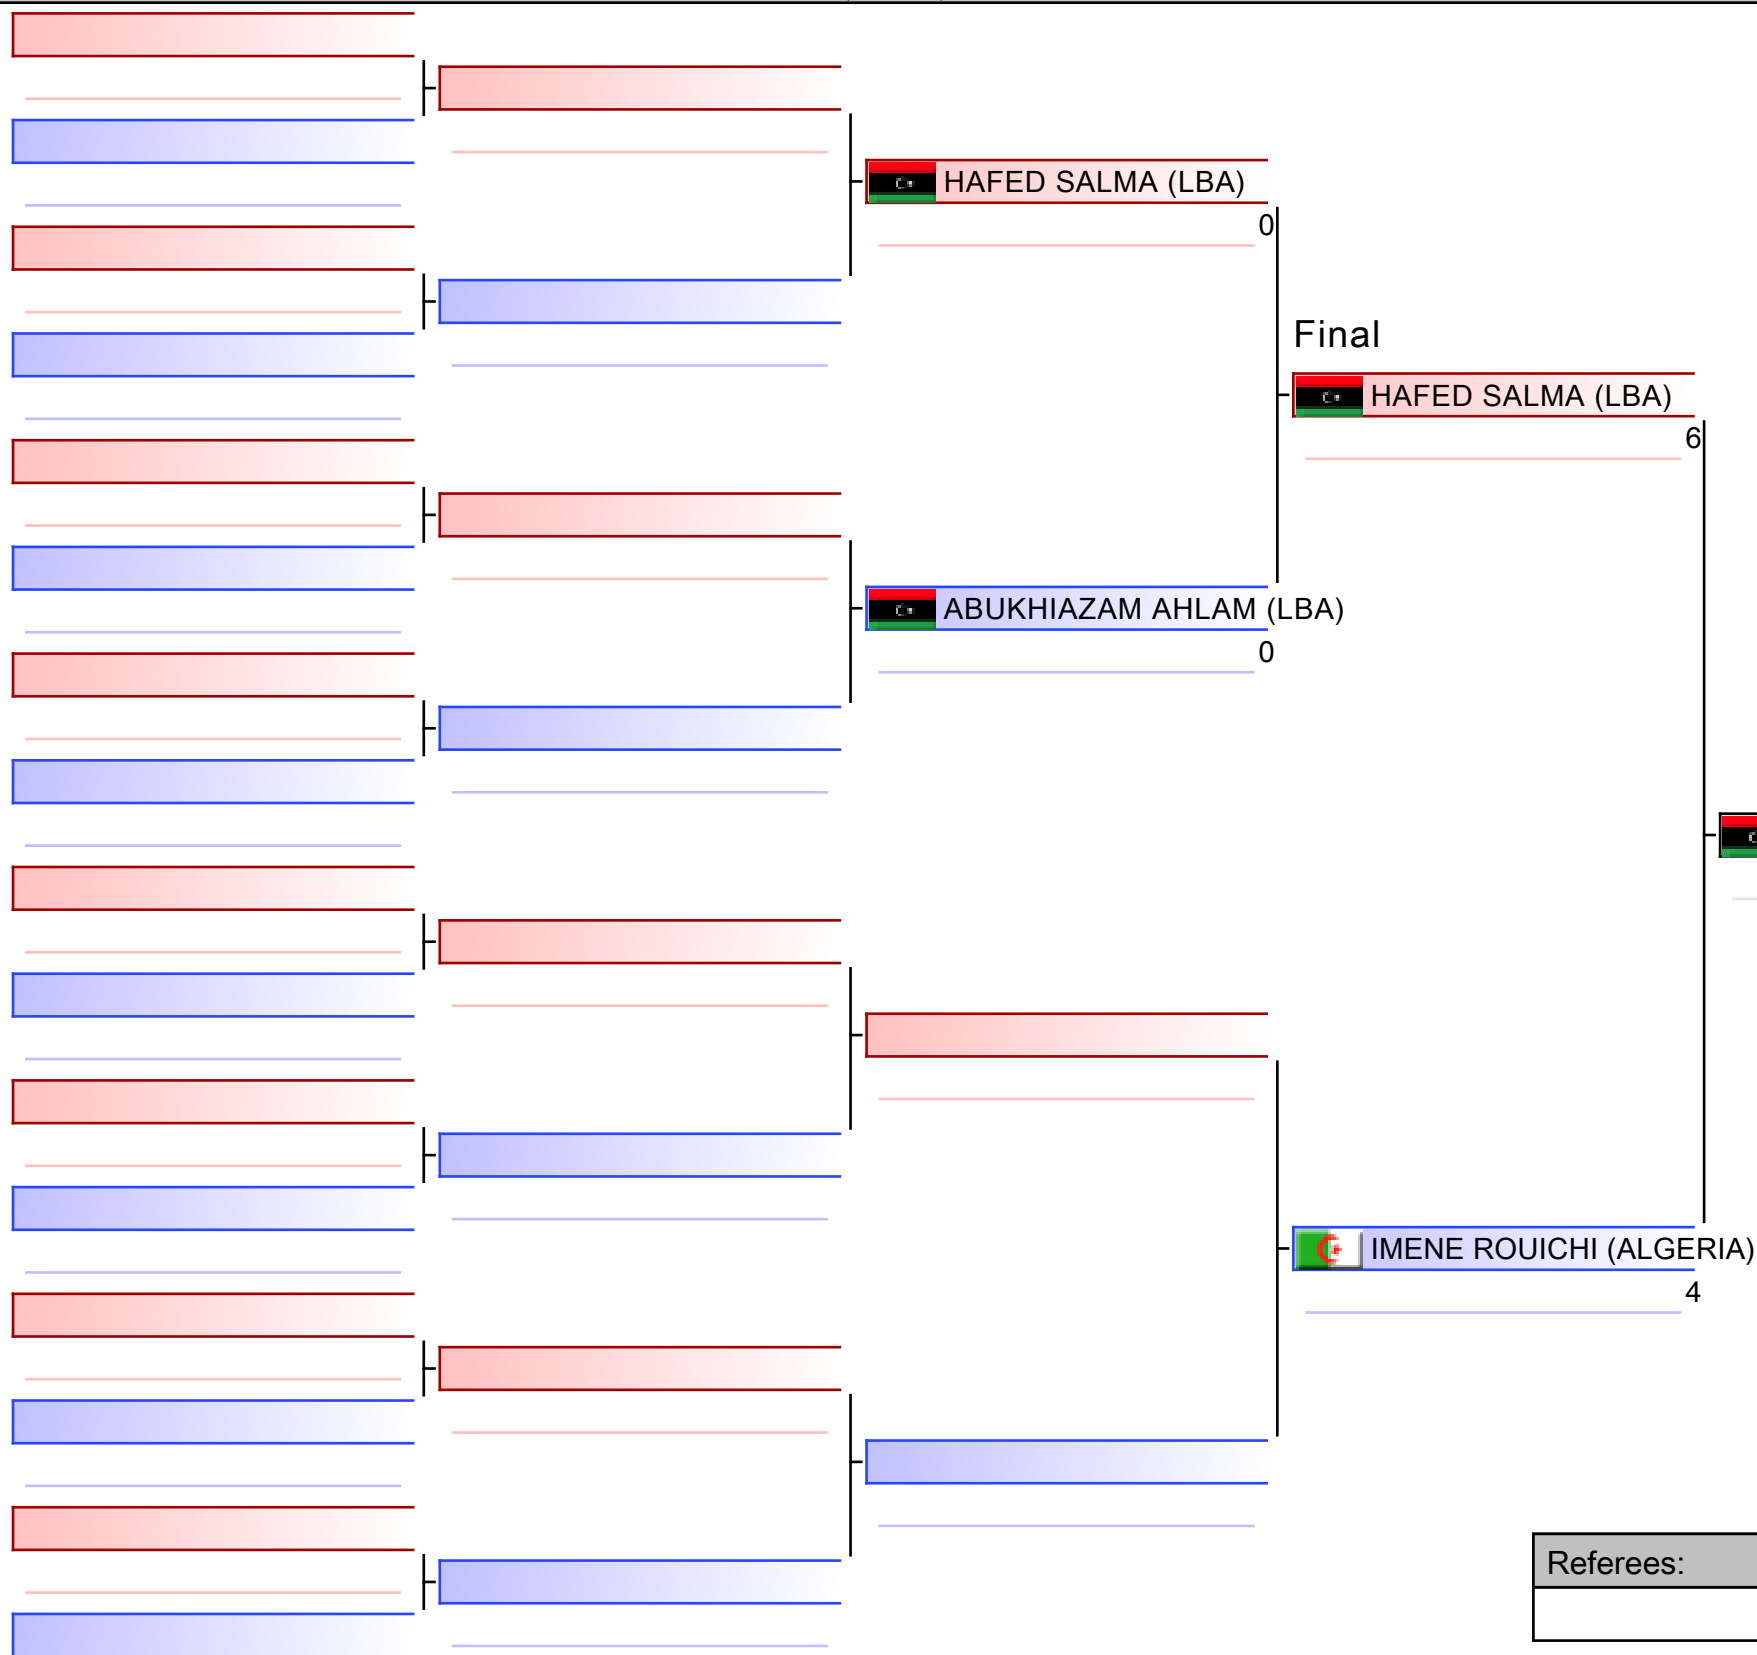 HAFED SALMA (LBA)
0
Final
HAFED SALMA (LBA)
6
ABUKHIAZAM AHLAM (LBA)
0
IMENE ROUICHI (ALGERIA)
4
Referees: